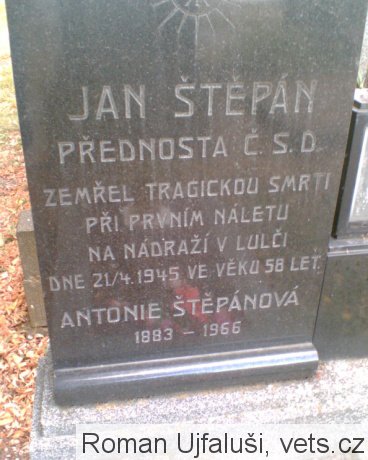 JAN ŠTĚPÁN
PŘEDNOSTA Č.S.D.
ZEMŘEL TRAGICKOU SMRTI
PŘI PRVNÍM NÁLETU
NA NÁDRAŽÍ V LULČI
DNE 21/4.1945 VE VĚKU 58 LET.
ANTONIE ŠTĚPÁNOVÁ
1883 – 1966
Roman Ujfaluši, vets.cz